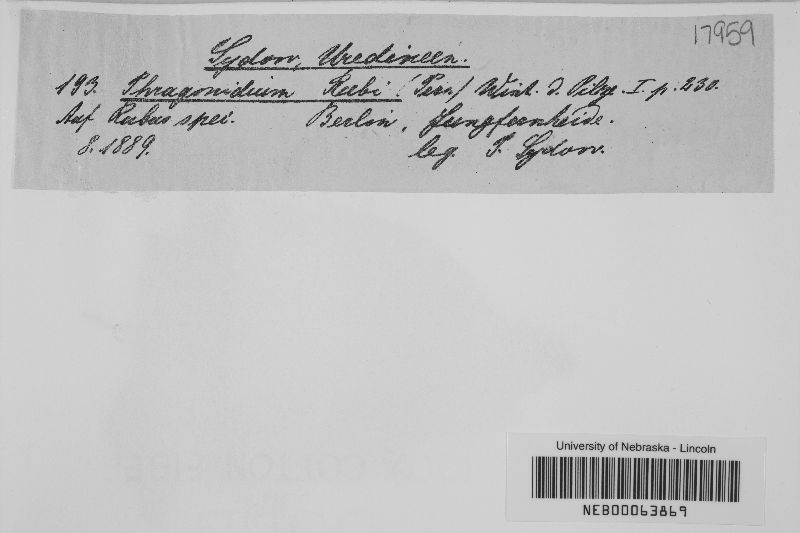 17959
Sydow, Uredineen.
193. Phragmidium Rubi (Pers.) Wint. d. Pilze. I. p. 230.
Auf Rubus spec. Berlin, Jungfernheide.
8. 1889. leg. P. Sydow.
University of Nebraska - Lincoln
NEB00063869